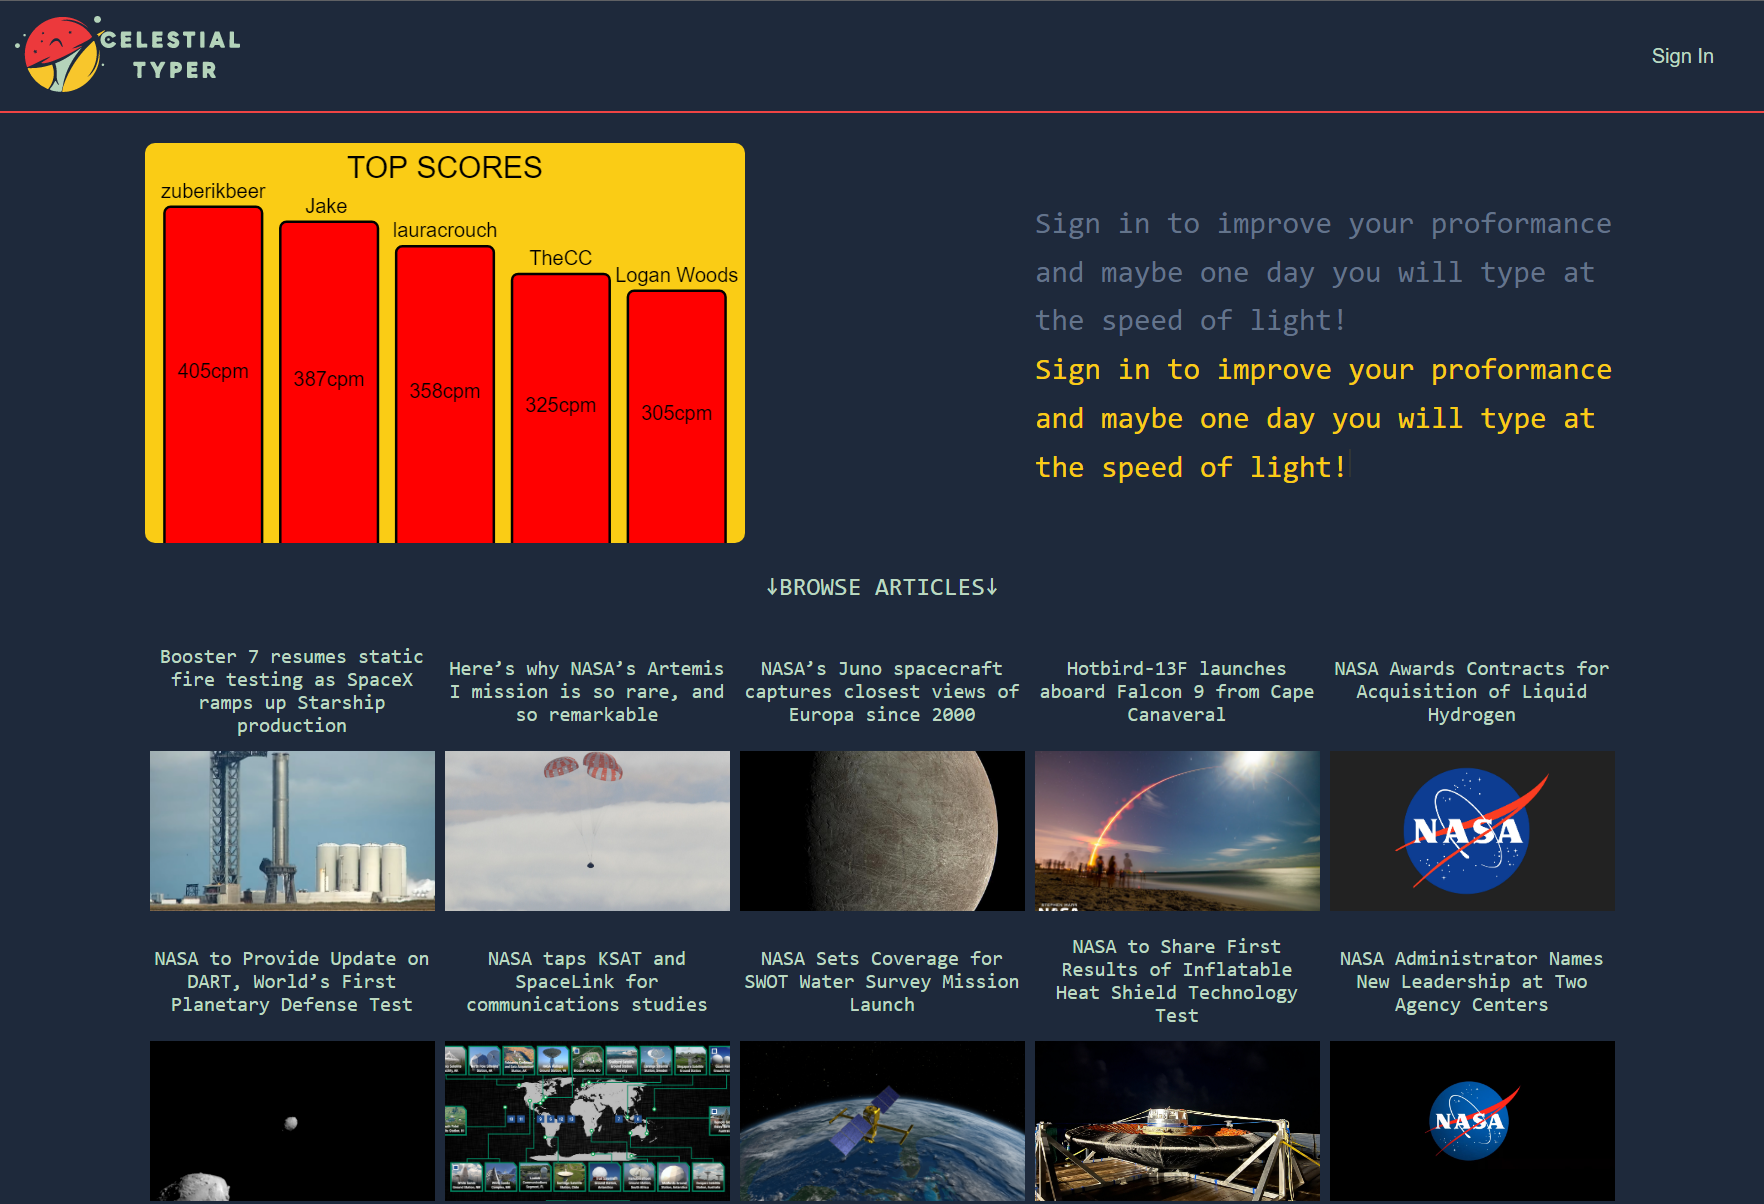 CELESTIAL
TYPER
Sign In
TOP SCORES
zuberikbeer
Jake
lauracrouch
TheCC
Logan Woods
405cpm
387cpm
358cpm
325cpm
305cpm
Sign in to improve your proformance
and maybe one day you will type at
the speed of light!
Sign in to improve your proformance
and maybe one day you will type at
the speed of light!
↓BROWSE ARTICLES↓
Booster 7 resumes static
fire testing as SpaceX
ramps up Starship
production
Here’s why NASA’s Artemis
I mission is so rare, and
so remarkable
NASA’s Juno spacecraft
captures closest views of
Europa since 2000
Hotbird-13F launches
aboard Falcon 9 from Cape
Canaveral
NASA Awards Contracts for
Acquisition of Liquid
Hydrogen
NASA
NASA to Provide Update on
DART, World’s First
Planetary Defense Test
NASA taps KSAT and
SpaceLink for
communications studies
NASA Sets Coverage for
SWOT Water Survey Mission
Launch
NASA to Share First
Results of Inflatable
Heat Shield Technology
Test
NASA Administrator Names
New Leadership at Two
Agency Centers
NASA